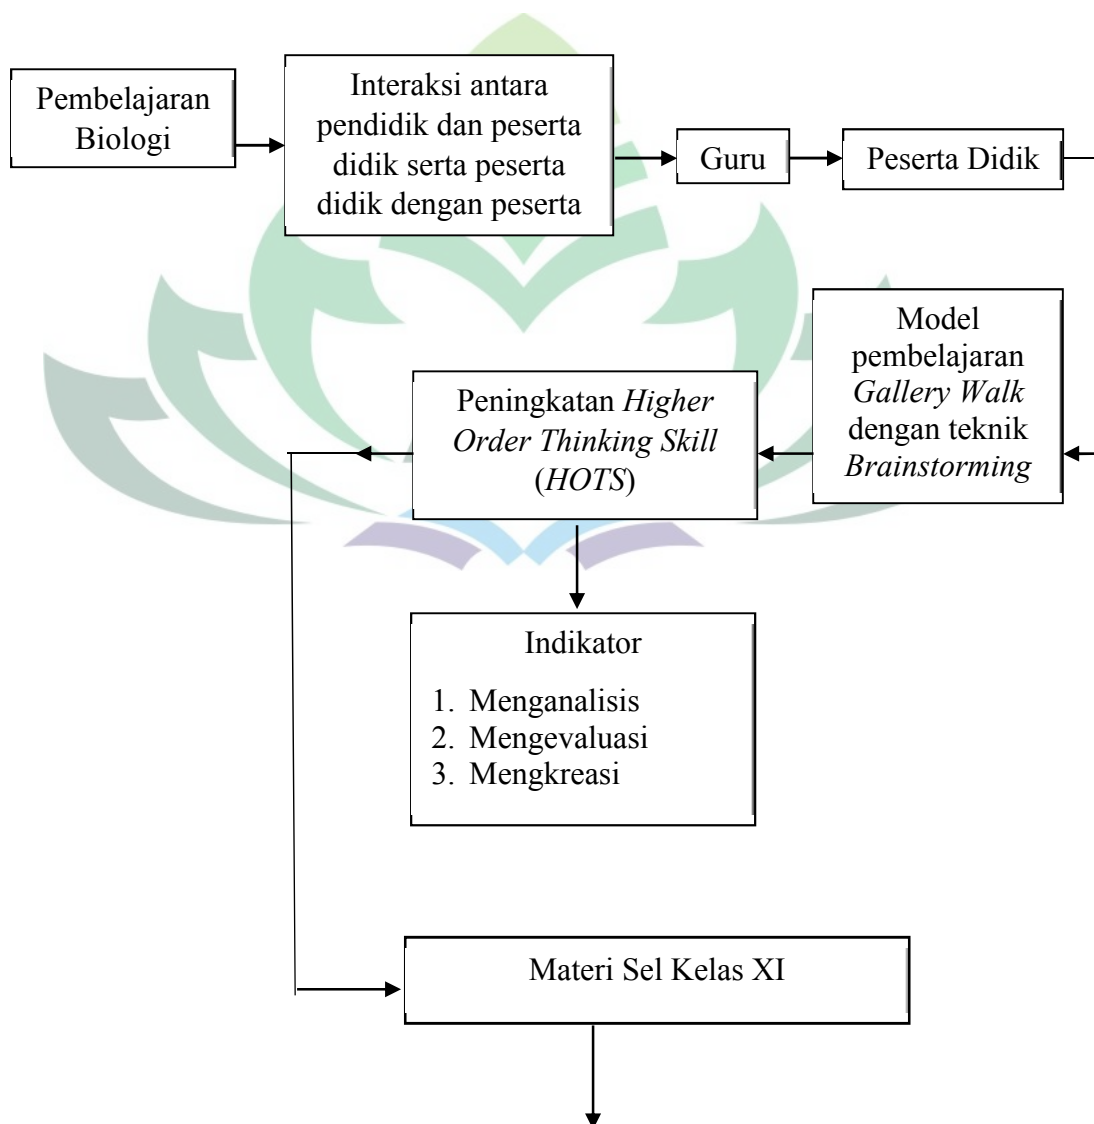 Pembelajaran
Biologi
Interaksi antara
pendidik dan peserta
didik serta peserta
didik dengan peserta
Guru
Peserta Didik
Model
pembelajaran
Gallery Walk
dengan teknik
Brainstorming
Peningkatan Higher
Order Thinking Skill
(HOTS)
Indikator
1. Menganalisis
2. Mengevaluasi
3. Mengkreasi
Materi Sel Kelas XI